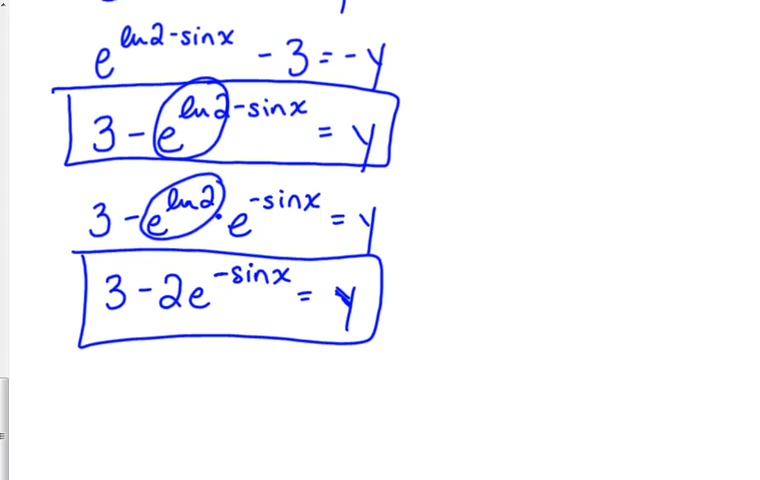 e^{ln2-sinx} - 3 = -y
3 - e^{ln2-sinx} = y
3 - e^{ln2} · e^{-sinx} = y
3 - 2e^{-sinx} = y